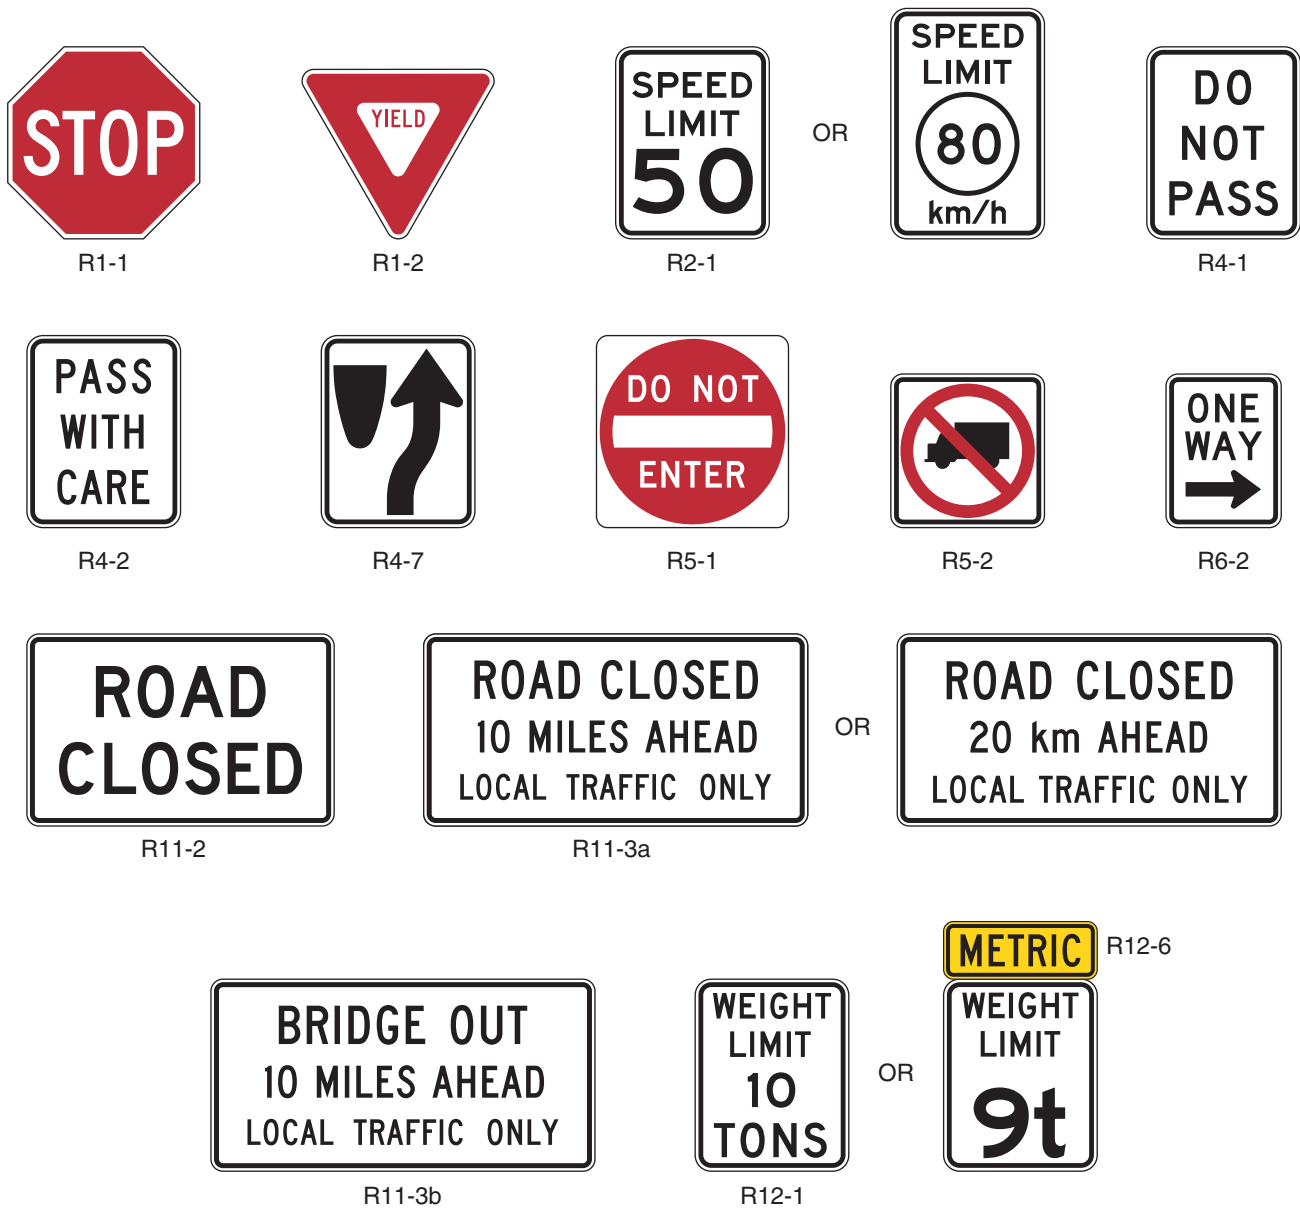 STOP
R1-1
YIELD
R1-2
SPEED
LIMIT
50
R2-1
OR
SPEED
LIMIT
80
km/h
DO
NOT
PASS
R4-1
PASS
WITH
CARE
R4-2
R4-7
DO NOT
ENTER
R5-1
R5-2
ONE
WAY
R6-2
ROAD
CLOSED
R11-2
ROAD CLOSED
10 MILES AHEAD
LOCAL TRAFFIC ONLY
R11-3a
OR
ROAD CLOSED
20 km AHEAD
LOCAL TRAFFIC ONLY
BRIDGE OUT
10 MILES AHEAD
LOCAL TRAFFIC ONLY
R11-3b
WEIGHT
LIMIT
10
TONS
R12-1
OR
METRIC
R12-6
WEIGHT
LIMIT
9t